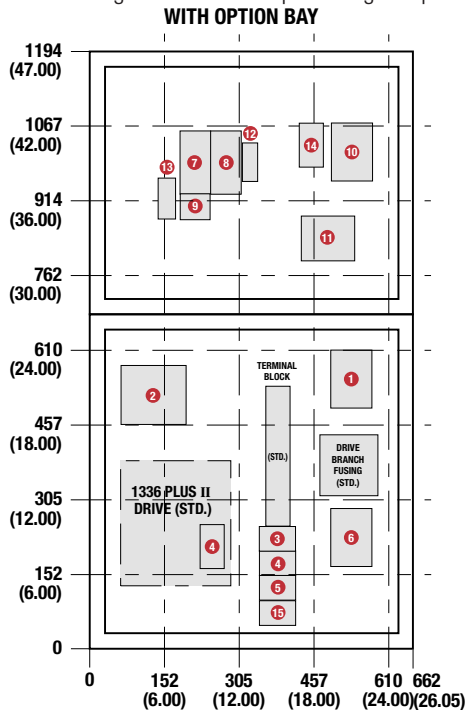 WITH OPTION BAY
1194
(47.00)
1067
(42.00)
12
14
10
7
8
13
914
(36.00)
9
11
762
(30.00)
610
(24.00)
TERMINAL
BLOCK
1
2
457
(18.00)
(STD.)
DRIVE
BRANCH
FUSING
(STD.)
1336 PLUS II
DRIVE (STD.)
305
(12.00)
3
6
4
4
152
(6.00)
5
15
0
0 152 305 457 610 662
(6.00) (12.00) (18.00) (24.00) (26.05)